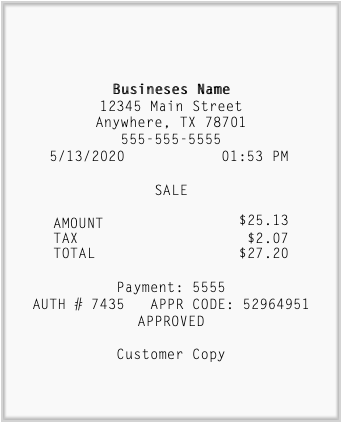 Busineses Name
12345 Main Street
Anywhere, TX 78701
555-555-5555
5/13/2020 01:53 PM
SALE
AMOUNT $25.13
TAX $2.07
TOTAL $27.20
Payment: 5555
AUTH # 7435 APPR CODE: 52964951
APPROVED
Customer Copy